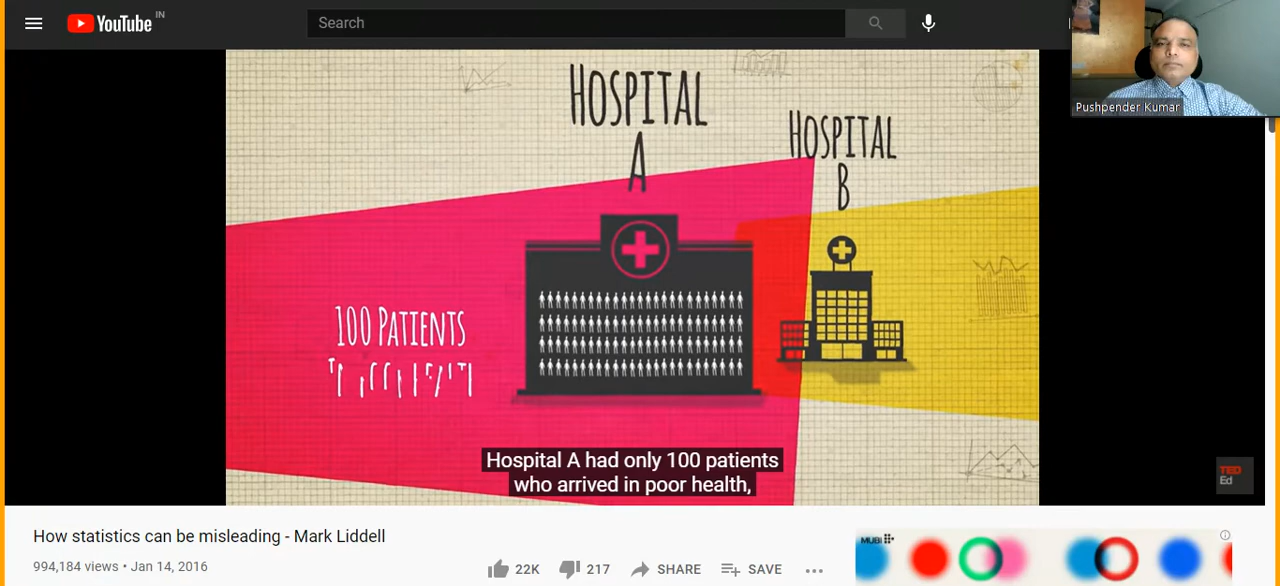 YouTube IN
Search
Pushpender Kumar
HOSPITAL
A
HOSPITAL
B
100 PATIENTS
Hospital A had only 100 patients
who arrived in poor health,
TED
Ed
How statistics can be misleading - Mark Liddell
994,184 views • Jan 14, 2016
22K
217
SHARE
SAVE
MUBI